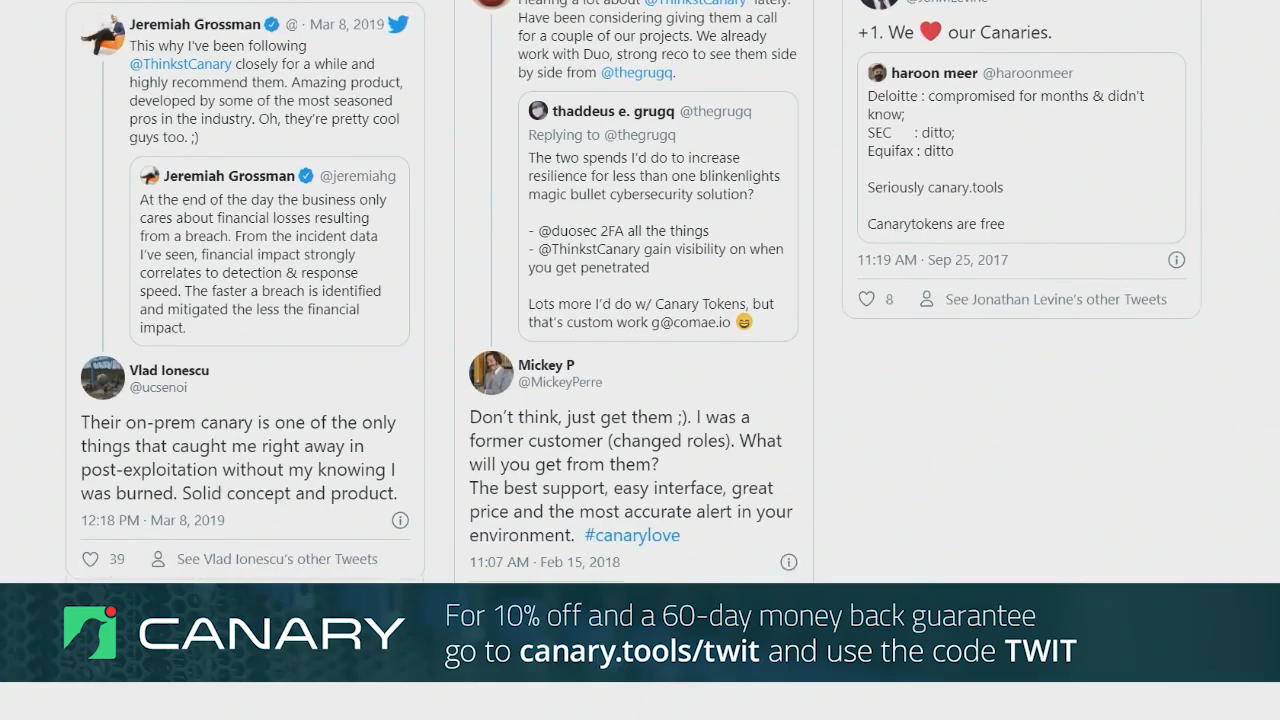 Jeremiah Grossman @ · Mar 8, 2019
This why I've been following
@ThinkstCanary closely for a while and
highly recommend them. Amazing product,
developed by some of the most seasoned
pros in the industry. Oh, they're pretty cool
guys too. ;)
Jeremiah Grossman @jeremiahg
At the end of the day the business only
cares about financial losses resulting
from a breach. From the incident data
I've seen, financial impact strongly
correlates to detection & response
speed. The faster a breach is identified
and mitigated the less the financial
impact.
Vlad Ionescu
@ucsenoi
Their on-prem canary is one of the only
things that caught me right away in
post-exploitation without my knowing I
was burned. Solid concept and product.
12:18 PM · Mar 8, 2019
39 See Vlad Ionescu's other Tweets
Hearing a lot about @ThinkstCanary lately.
Have been considering giving them a call
for a couple of our projects. We already
work with Duo, strong reco to see them side
by side from @thegrugq.
thaddeus e. grugq @thegrugq
Replying to @thegrugq
The two spends I'd do to increase
resilience for less than one blinkenlights
magic bullet cybersecurity solution?
- @duosec 2FA all the things
- @ThinkstCanary gain visibility on when
you get penetrated
Lots more I'd do w/ Canary Tokens, but
that's custom work g@comae.io 😄
Mickey P
@MickeyPerre
Don't think, just get them ;). I was a
former customer (changed roles). What
will you get from them?
The best support, easy interface, great
price and the most accurate alert in your
environment. #canarylove
11:07 AM · Feb 15, 2018
+1. We ❤️ our Canaries.
haroon meer @haroonmeer
Deloitte : compromised for months & didn't
know;
SEC : ditto;
Equifax : ditto
Seriously canary.tools
Canarytokens are free
11:19 AM · Sep 25, 2017
8 See Jonathan Levine's other Tweets
CANARY
For 10% off and a 60-day money back guarantee
go to canary.tools/twit and use the code TWIT